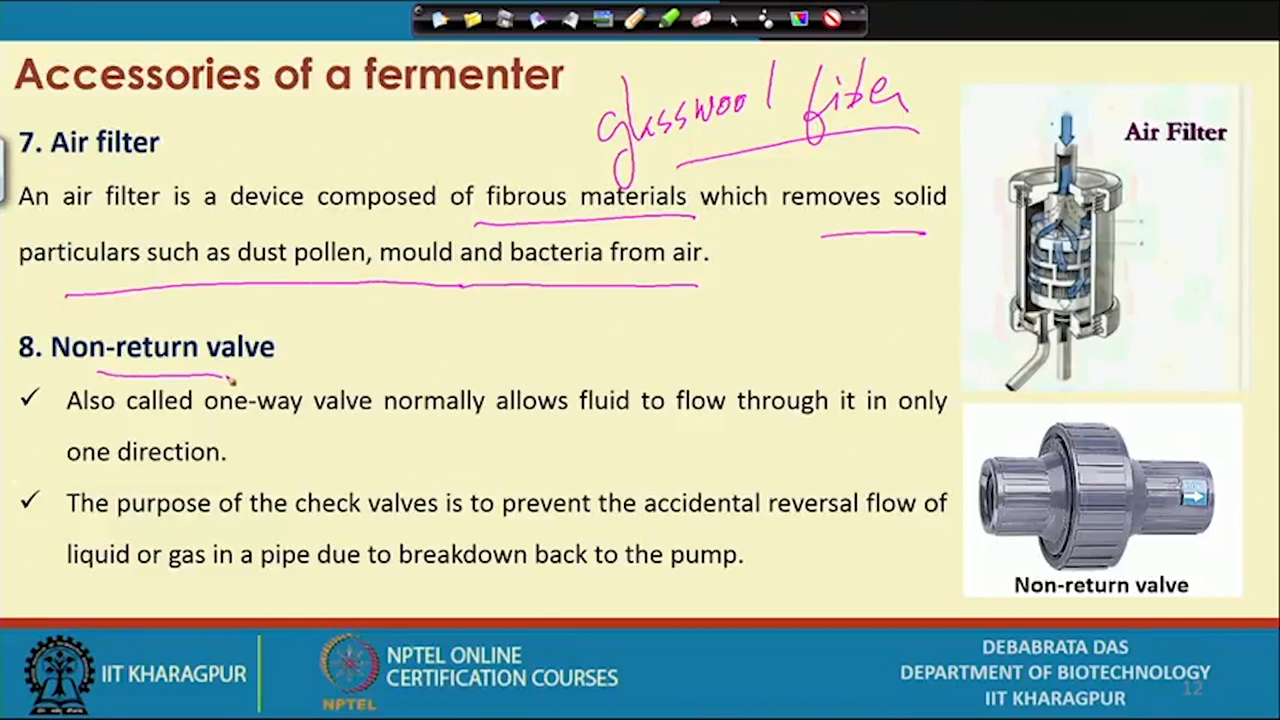 Accessories of a fermenter
glasswool filter
7. Air filter
An air filter is a device composed of fibrous materials which removes solid
particulars such as dust pollen, mould and bacteria from air.
Air Filter
8. Non-return valve
✓ Also called one-way valve normally allows fluid to flow through it in only
one direction.
✓ The purpose of the check valves is to prevent the accidental reversal flow of
liquid or gas in a pipe due to breakdown back to the pump.
Non-return valve
IIT KHARAGPUR
NPTEL
NPTEL ONLINE
CERTIFICATION COURSES
DEBABRATA DAS
DEPARTMENT OF BIOTECHNOLOGY
IIT KHARAGPUR
12